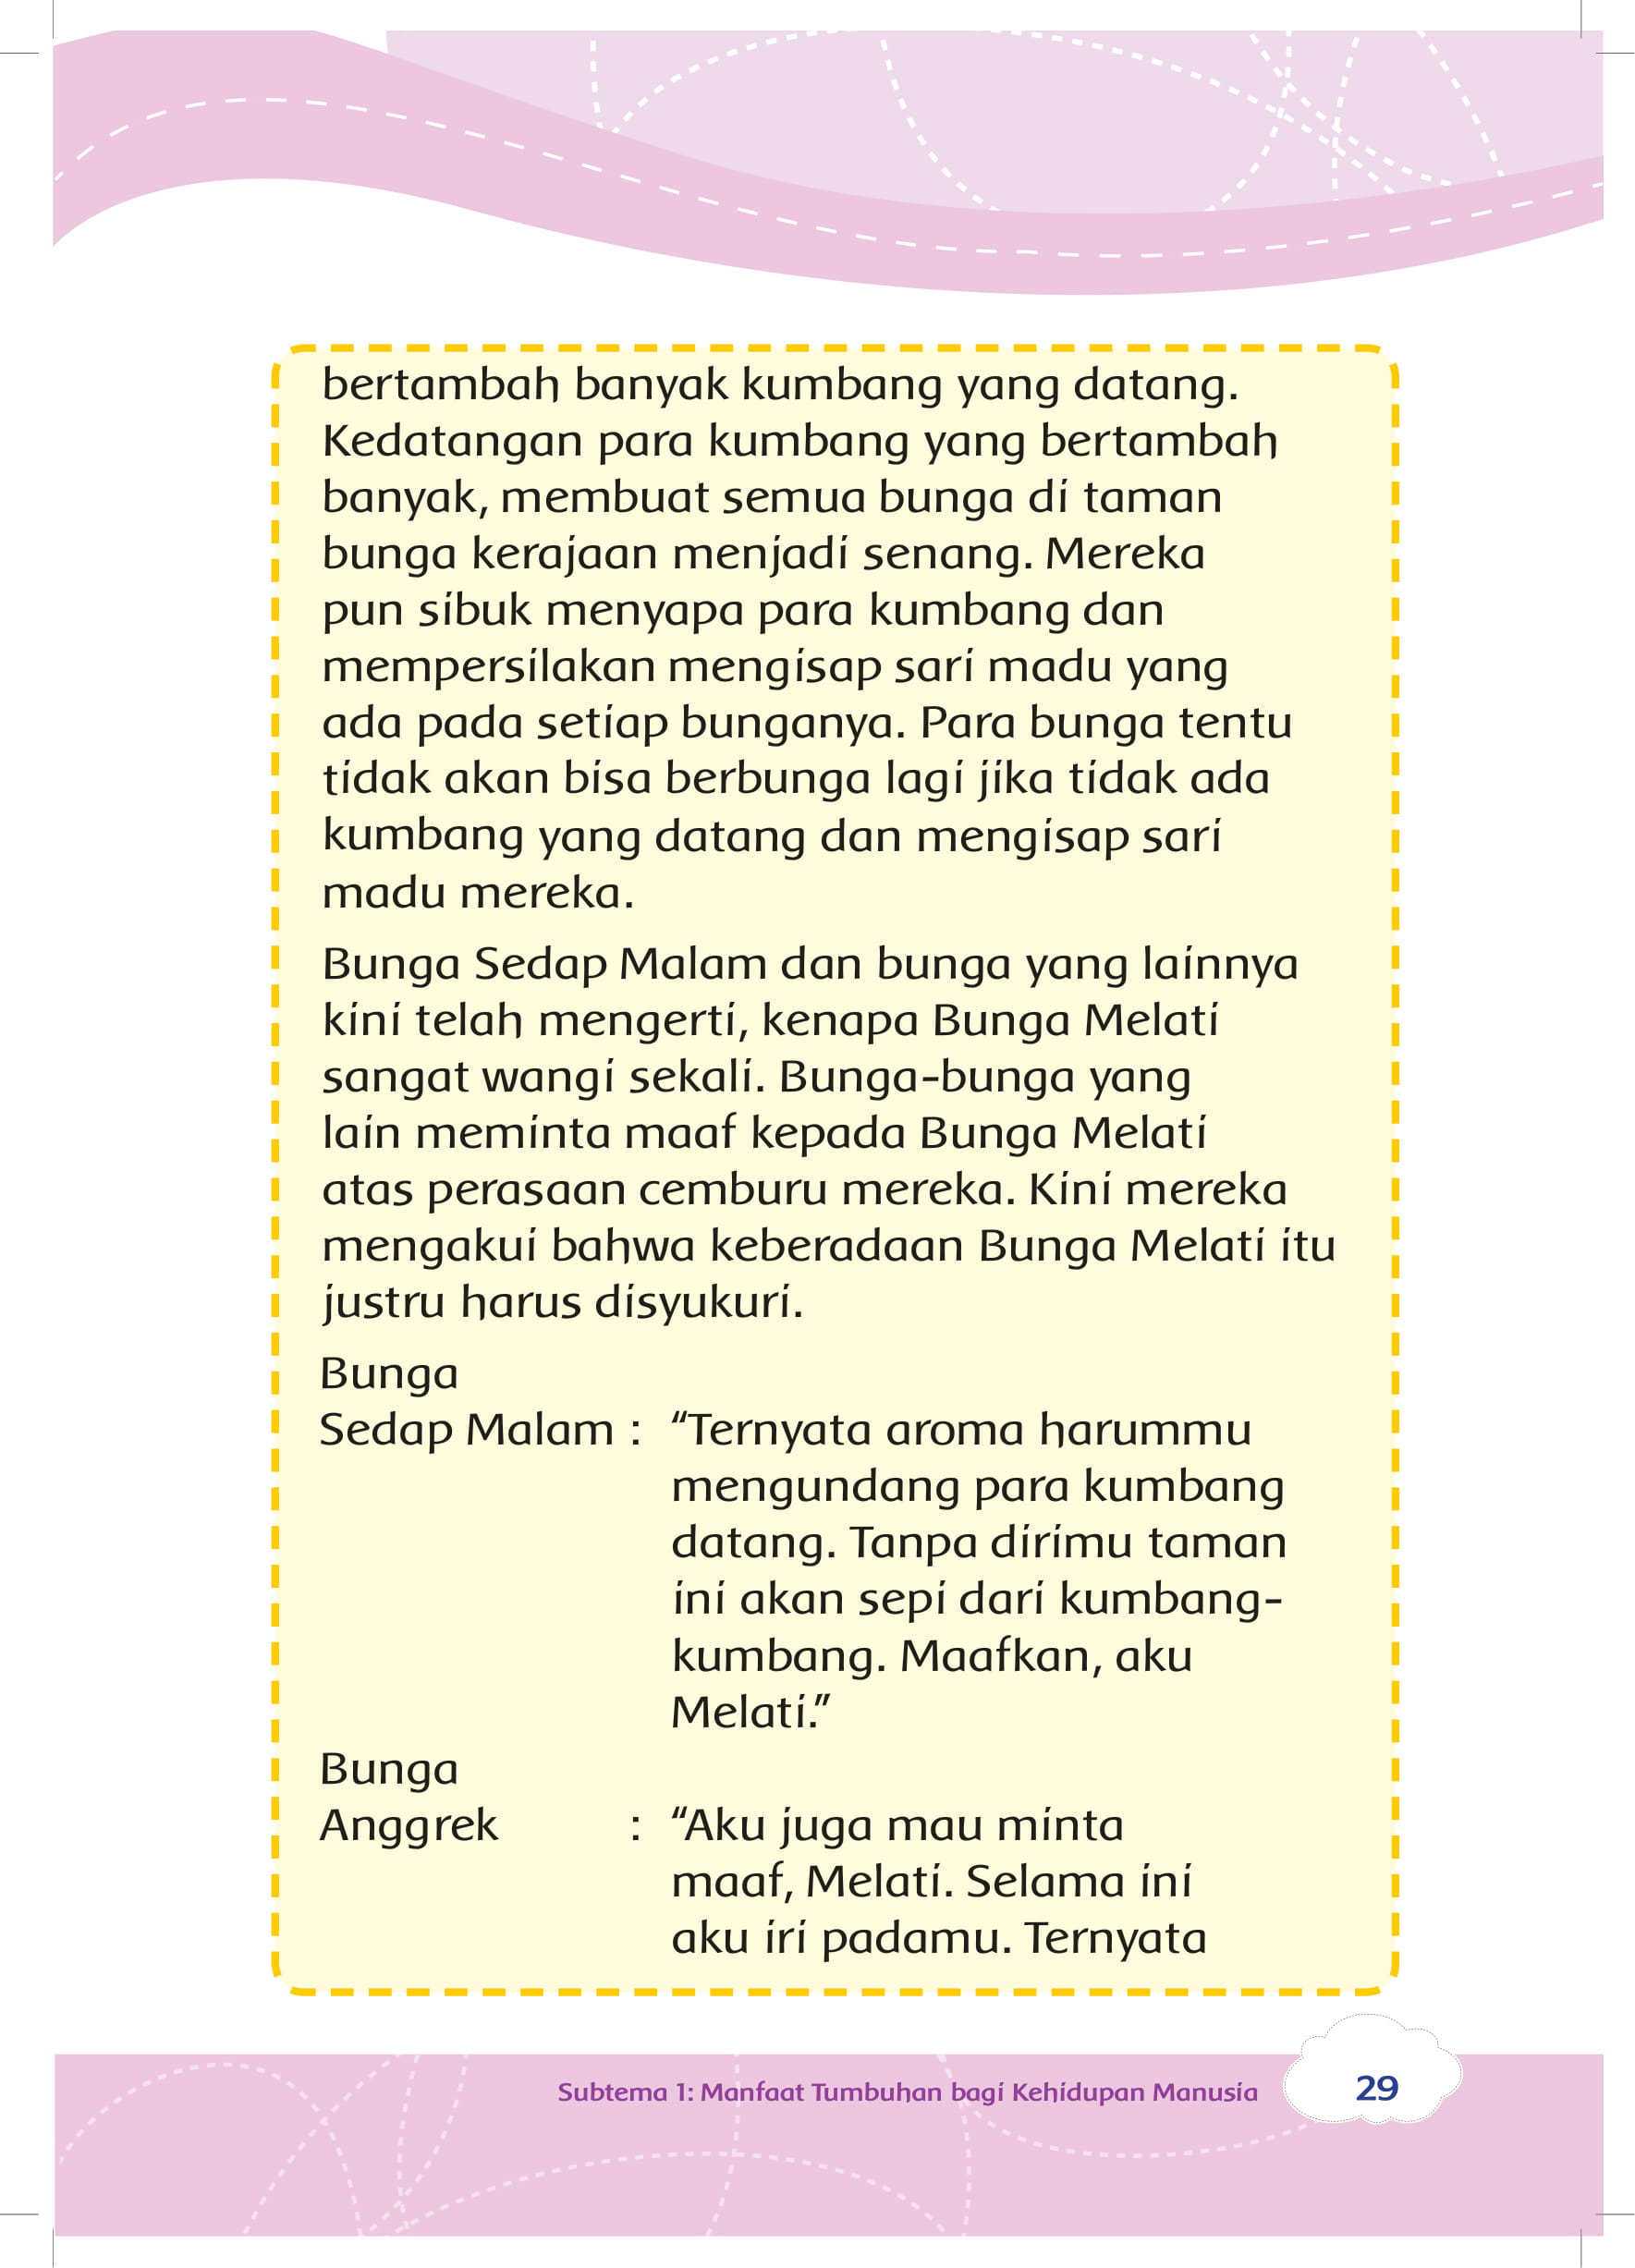 bertambah banyak kumbang yang datang.
Kedatangan para kumbang yang bertambah
banyak, membuat semua bunga di taman
bunga kerajaan menjadi senang. Mereka
pun sibuk menyapa para kumbang dan
mempersilakan mengisap sari madu yang
ada pada setiap bunganya. Para bunga tentu
tidak akan bisa berbunga lagi jika tidak ada
kumbang yang datang dan mengisap sari
madu mereka.
Bunga Sedap Malam dan bunga yang lainnya
kini telah mengerti, kenapa Bunga Melati
sangat wangi sekali. Bunga-bunga yang
lain meminta maaf kepada Bunga Melati
atas perasaan cemburu mereka. Kini mereka
mengakui bahwa keberadaan Bunga Melati itu
justru harus disyukuri.
Bunga
Sedap Malam : “Ternyata aroma harummu
mengundang para kumbang
datang. Tanpa dirimu taman
ini akan sepi dari kumbang-
kumbang. Maafkan, aku
Melati.”
Bunga
Anggrek : “Aku juga mau minta
maaf, Melati. Selama ini
aku iri padamu. Ternyata
Subtema 1: Manfaat Tumbuhan bagi Kehidupan Manusia 29